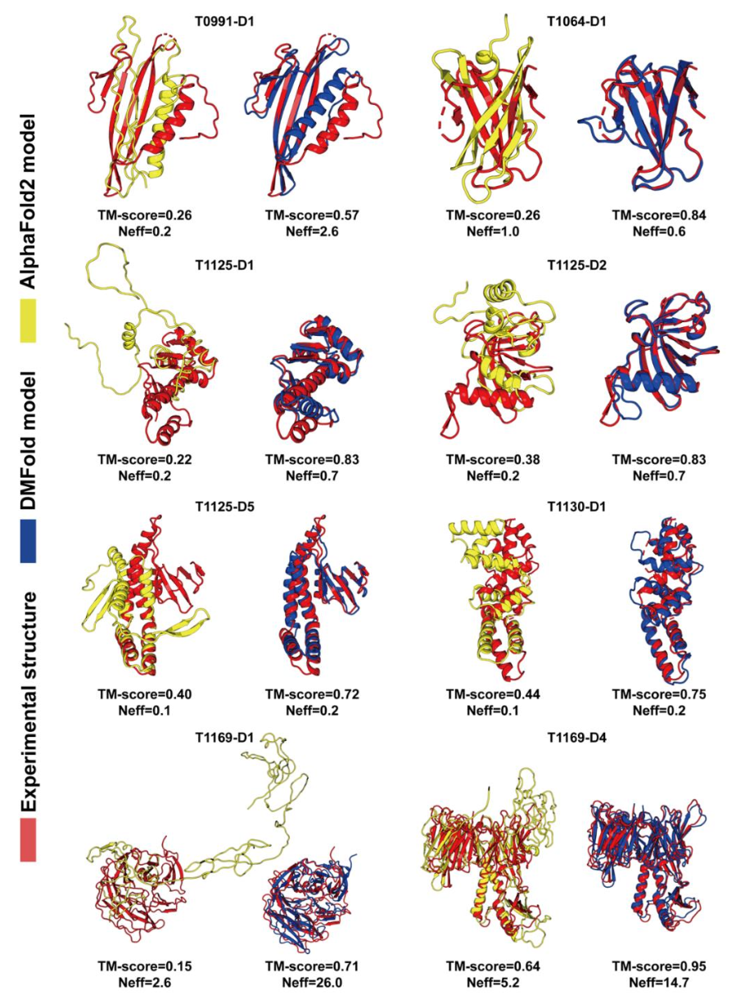 AlphaFold2 model
DMFold model
Experimental structure
T0991-D1
TM-score=0.26
Neff=0.2
TM-score=0.57
Neff=2.6
T1064-D1
TM-score=0.26
Neff=1.0
TM-score=0.84
Neff=0.6
T1125-D1
TM-score=0.22
Neff=0.2
TM-score=0.83
Neff=0.7
T1125-D2
TM-score=0.38
Neff=0.2
TM-score=0.83
Neff=0.7
T1125-D5
TM-score=0.40
Neff=0.1
TM-score=0.72
Neff=0.2
T1130-D1
TM-score=0.44
Neff=0.1
TM-score=0.75
Neff=0.2
T1169-D1
TM-score=0.15
Neff=2.6
TM-score=0.71
Neff=26.0
T1169-D4
TM-score=0.64
Neff=5.2
TM-score=0.95
Neff=14.7